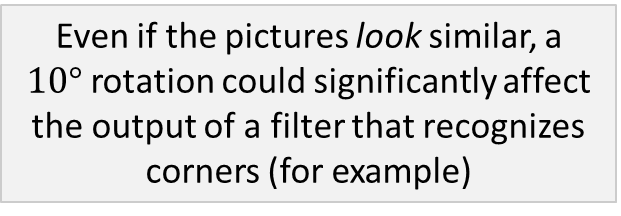 Even if the pictures look similar, a
10° rotation could significantly affect
the output of a filter that recognizes
corners (for example)